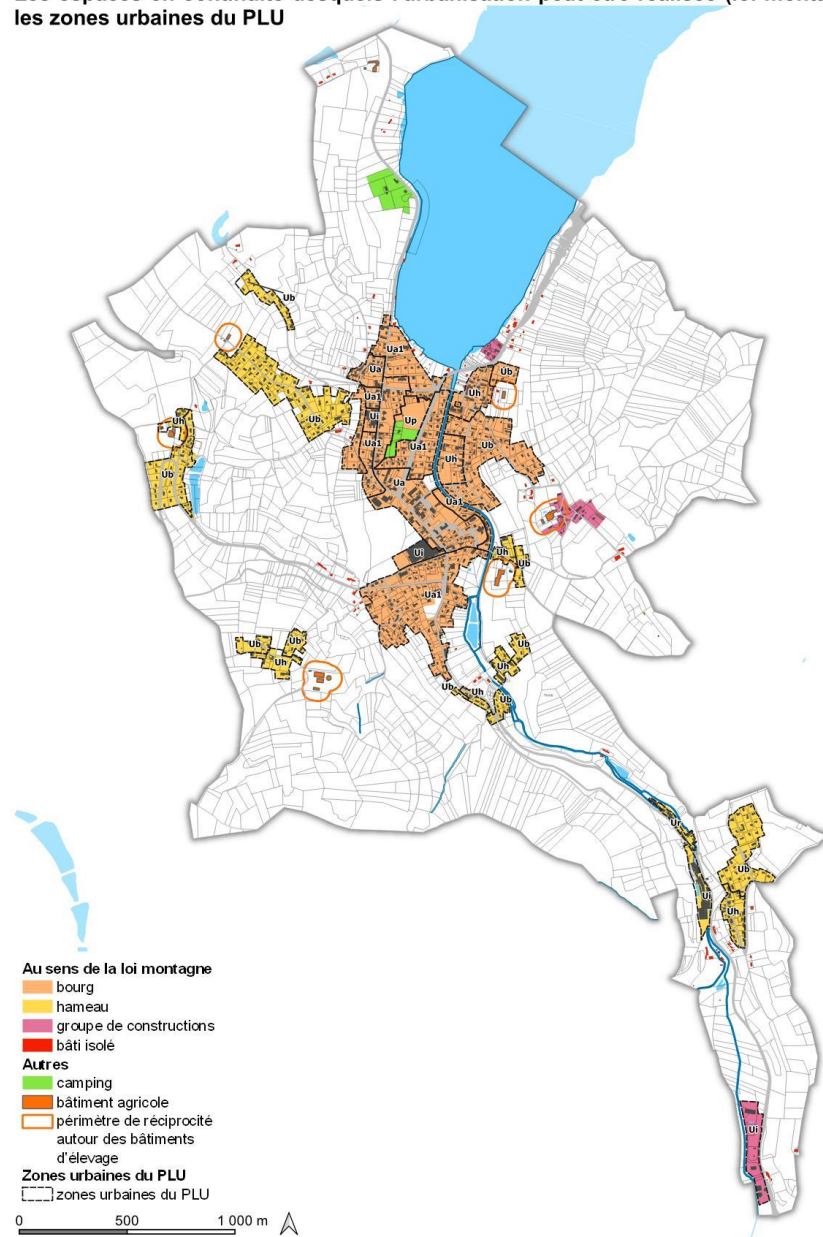 les zones urbaines du PLU
Ub
Ua1
Ua
Ub
Ua1
Uh
Ub
Ui
Up
Uh
Ua1
Ua1
Ub
Uh
Ub
Ua
Ua1
Ui
Uh
Ub
Ua1
Ub
Ub
Uh
Ub
Uh
Ub
Uh
Ub
Ur
Ub
Ui
Uh
Au sens de la loi montagne
bourg
hameau
groupe de constructions
bâti isolé
Autres
camping
bâtiment agricole
périmètre de réciprocité
autour des bâtiments
d'élevage
Ui
Zones urbaines du PLU
zones urbaines du PLU
0 500 1 000 m